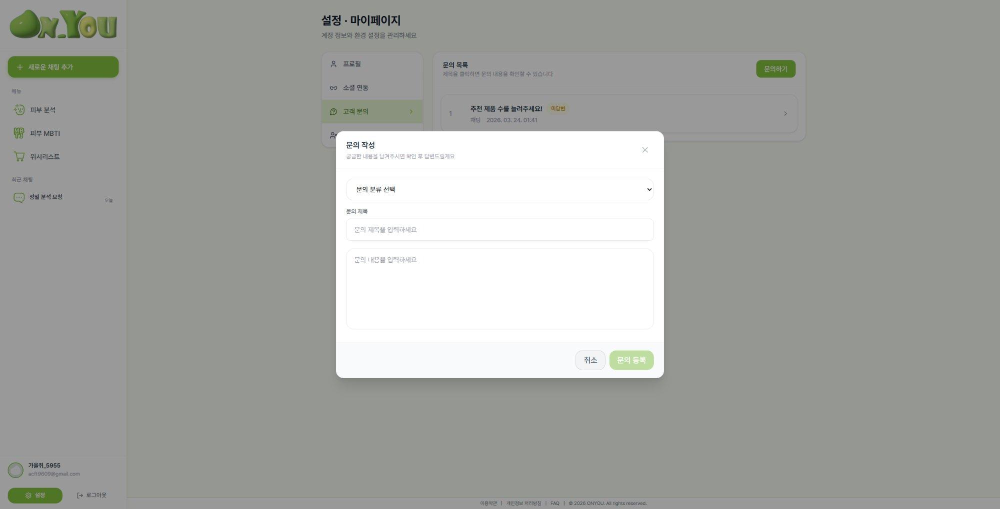 ON_YOU
새로운 채팅 추가
메뉴
피부 분석
MB
TI
피부 MBTI
위시리스트
최근 채팅
정밀 분석 요청
오늘
가을쥐_5955
acft9609@gmail.com
설정
로그아웃
설정 · 마이페이지
계정 정보와 환경 설정을 관리하세요
프로필
소셜 연동
고객 문의
문의 목록
제목을 클릭하면 문의 내용을 확인할 수 있습니다
문의하기
1
추천 제품 수를 늘려주세요! 미답변
채팅 2026. 03. 24. 01:41
문의 작성
궁금한 내용을 남겨주시면 확인 후 답변드릴게요
문의 분류 선택
문의 제목
문의 제목을 입력하세요
문의 내용을 입력하세요
취소
문의 등록
이용약관 | 개인정보 처리방침 | FAQ | © 2026 ONYOU. All rights reserved.